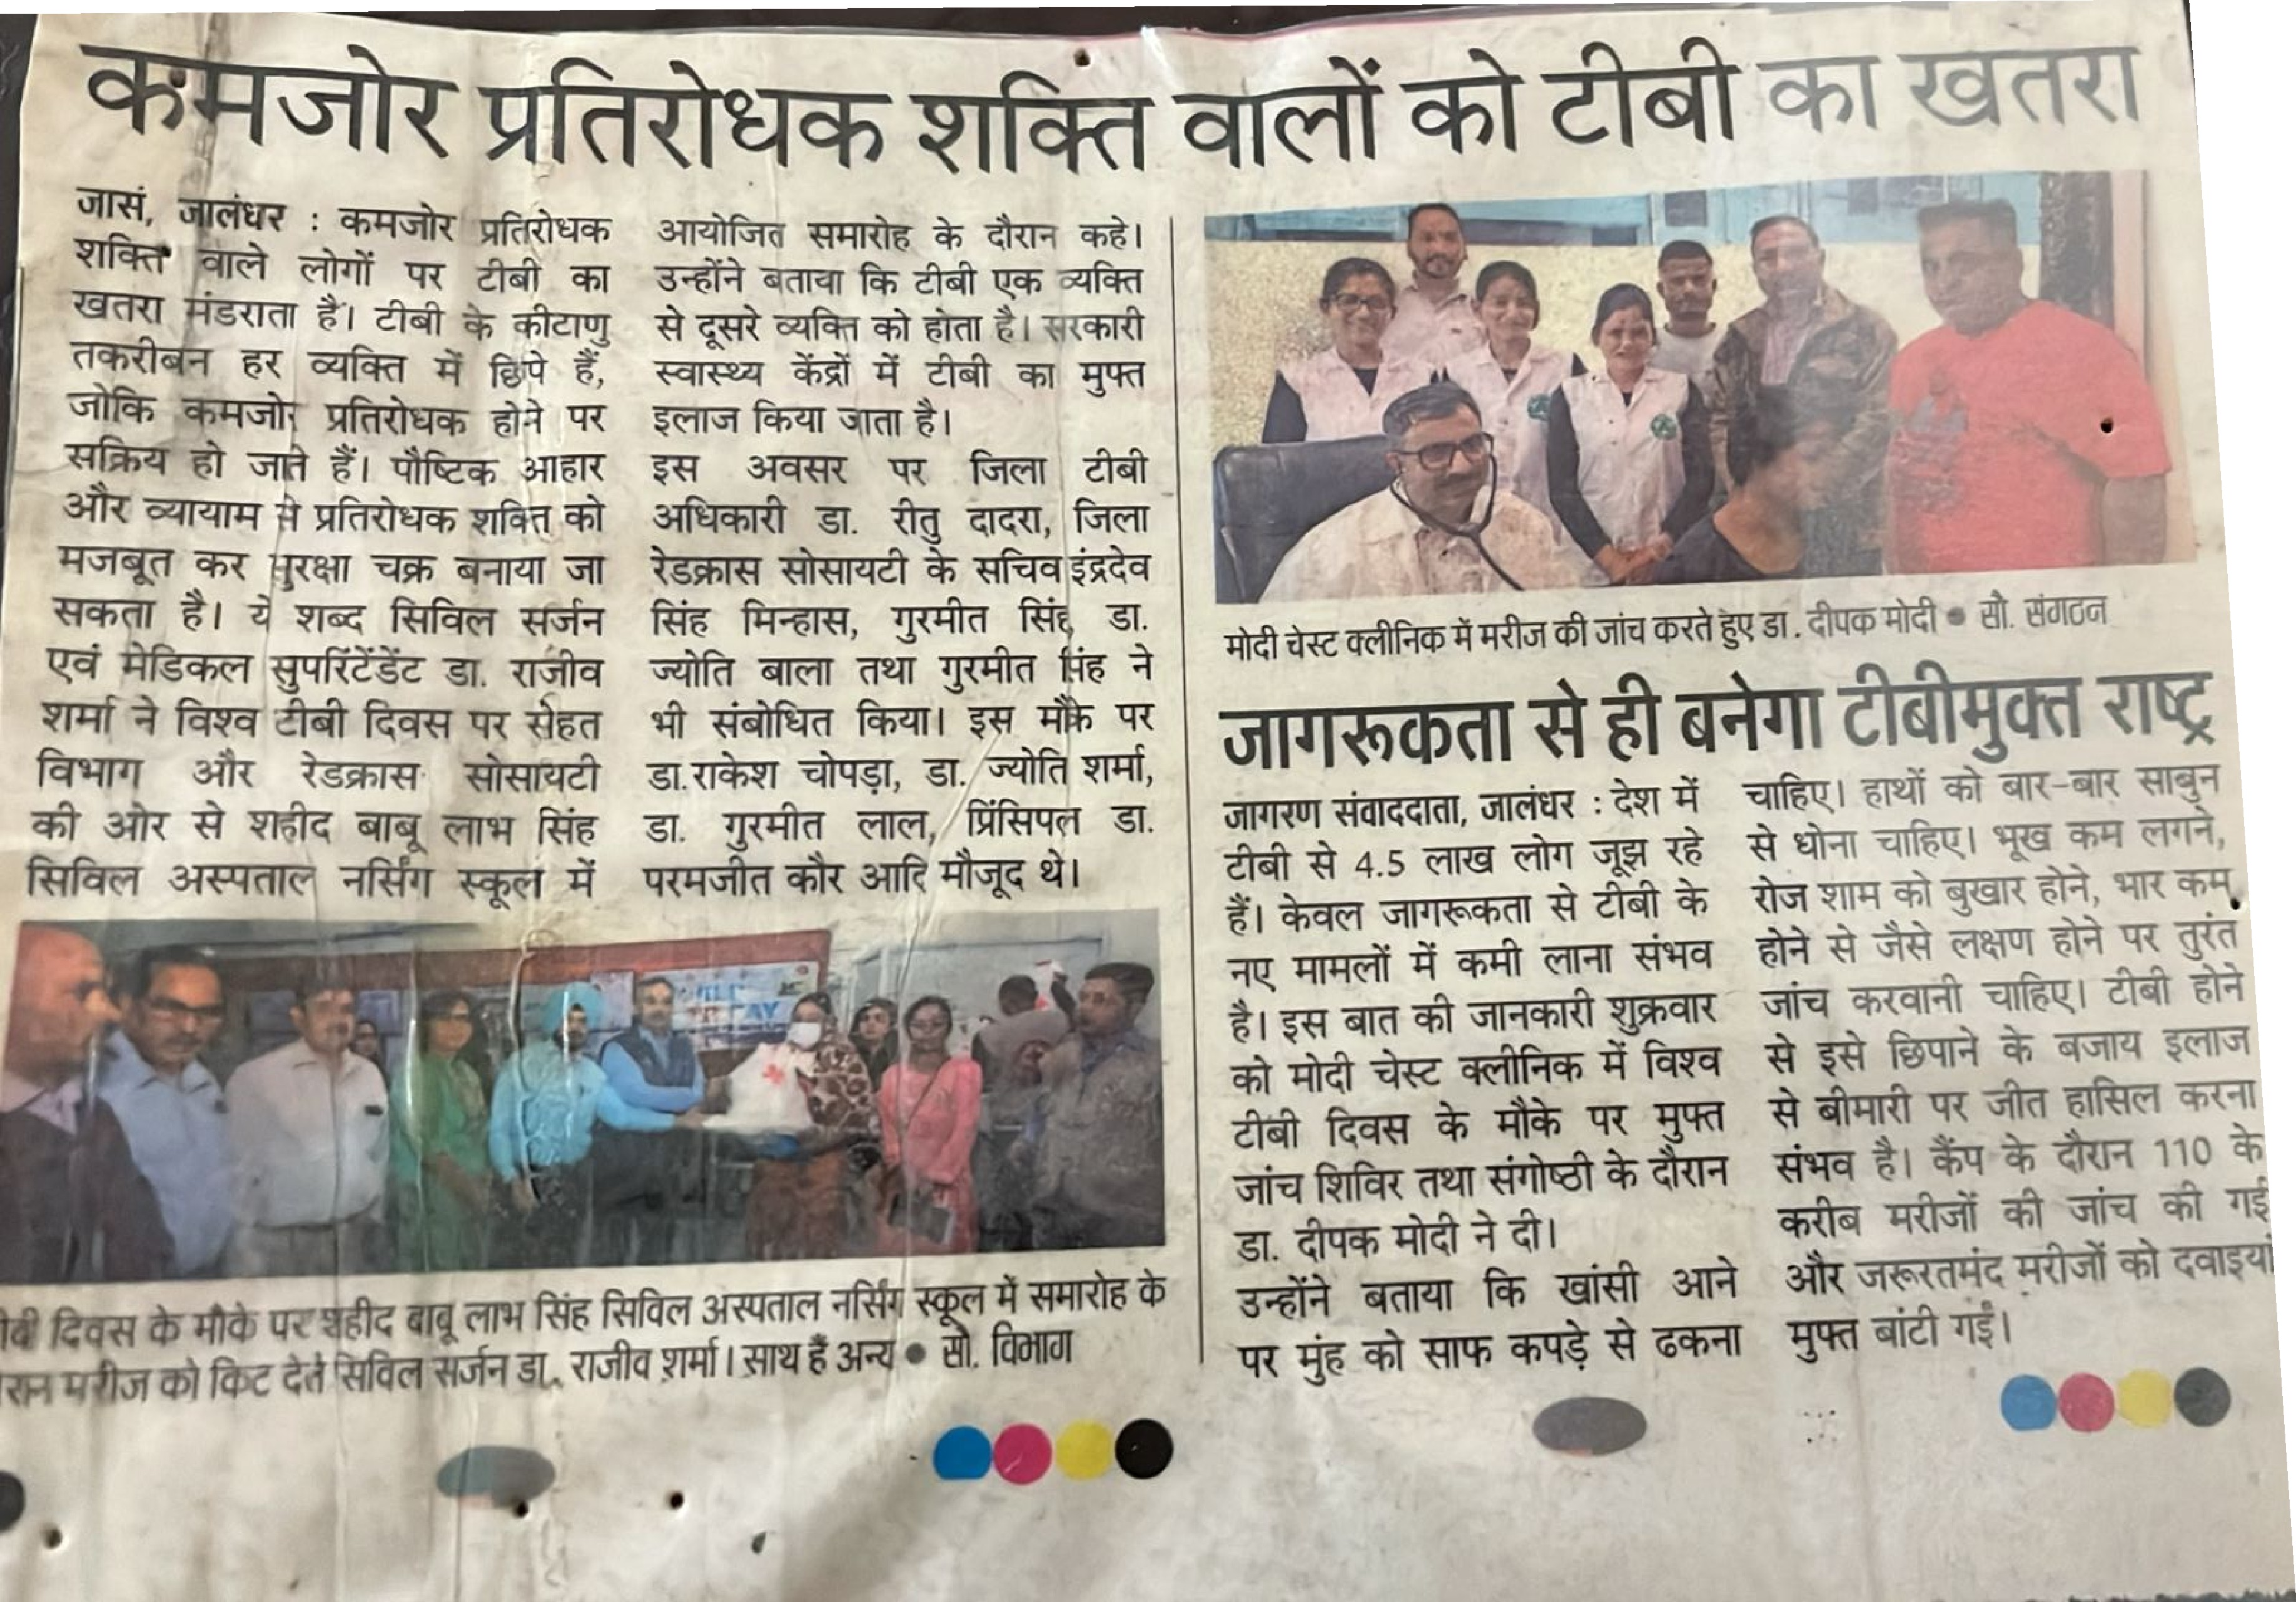 कमजोर प्रतिरोधक शक्ति वालों को टीबी का खतरा
जासं, जालंधर : कमजोर प्रतिरोधक
शक्ति वाले लोगों पर टीबी का
खतरा मंडराता है। टीबी के कीटाणु
तकरीबन हर व्यक्ति में छिपे हैं,
जोकि कमजोर प्रतिरोधक होने पर
सक्रिय हो जाते हैं। पौष्टिक आहार
और व्यायाम से प्रतिरोधक शक्ति को
मजबूत कर सुरक्षा चक्र बनाया जा
सकता है। ये शब्द सिविल सर्जन
एवं मेडिकल सुपरिंटेंडेंट डा. राजीव
शर्मा ने विश्व टीबी दिवस पर सेहत
विभाग और रेडक्रास सोसायटी
की ओर से शहीद बाबू लाभ सिंह
सिविल अस्पताल नर्सिंग स्कूल में
आयोजित समारोह के दौरान कहे।
उन्होंने बताया कि टीबी एक व्यक्ति
से दूसरे व्यक्ति को होता है। सरकारी
स्वास्थ्य केंद्रों में टीबी का मुफ्त
इलाज किया जाता है।
इस अवसर पर जिला टीबी
अधिकारी डा. रीतु दादरा, जिला
रेडक्रास सोसायटी के सचिव इंद्रदेव
सिंह मिन्हास, गुरमीत सिंह, डा.
ज्योति बाला तथा गुरमीत सिंह ने
भी संबोधित किया। इस मौके पर
डा.राकेश चोपड़ा, डा. ज्योति शर्मा,
डा. गुरमीत लाल, प्रिंसिपल डा.
परमजीत कौर आदि मौजूद थे।
दिवस के मौके पर शहीद बाबू लाभ सिंह सिविल अस्पताल नर्सिंग स्कूल में समारोह के
मरीज को किट देते सिविल सर्जन डा. राजीव शर्मा। साथ हैं अन्य ● सौ. विभाग
मोदी चेस्ट क्लीनिक में मरीज की जांच करते हुए डा. दीपक मोदी ● सौ. संगठन
जागरूकता से ही बनेगा टीबीमुक्त राष्ट्र
जागरण संवाददाता, जालंधर : देश में
टीबी से 4.5 लाख लोग जूझ रहे
हैं। केवल जागरूकता से टीबी के
नए मामलों में कमी लाना संभव
है। इस बात की जानकारी शुक्रवार
को मोदी चेस्ट क्लीनिक में विश्व
टीबी दिवस के मौके पर मुफ्त
जांच शिविर तथा संगोष्ठी के दौरान
डा. दीपक मोदी ने दी।
उन्होंने बताया कि खांसी आने
पर मुंह को साफ कपड़े से ढकना
चाहिए। हाथों को बार-बार साबुन
से धोना चाहिए। भूख कम लगने,
रोज शाम को बुखार होने, भार कम
होने से जैसे लक्षण होने पर तुरंत
जांच करवानी चाहिए। टीबी होने
से इसे छिपाने के बजाय इलाज
से बीमारी पर जीत हासिल करना
संभव है। कैंप के दौरान 110 के
करीब मरीजों की जांच की गई
और जरूरतमंद मरीजों को दवाइयां
मुफ्त बांटी गईं।